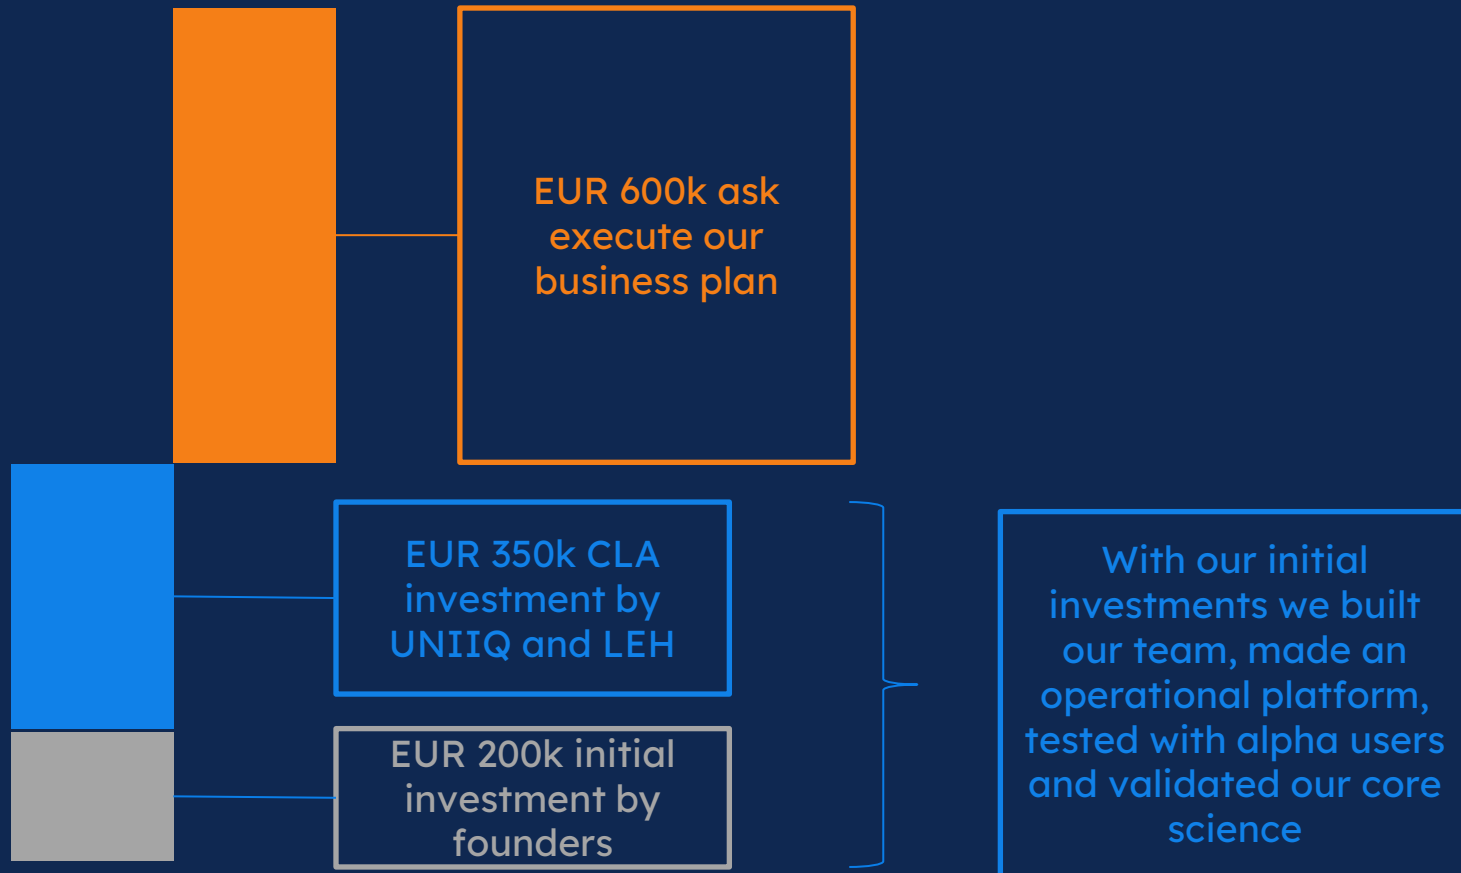 EUR 600k ask
execute our
business plan
EUR 350k CLA
investment by
UNIIQ and LEH
EUR 200k initial
investment by
founders
With our initial
investments we built
our team, made an
operational platform,
tested with alpha users
and validated our core
science